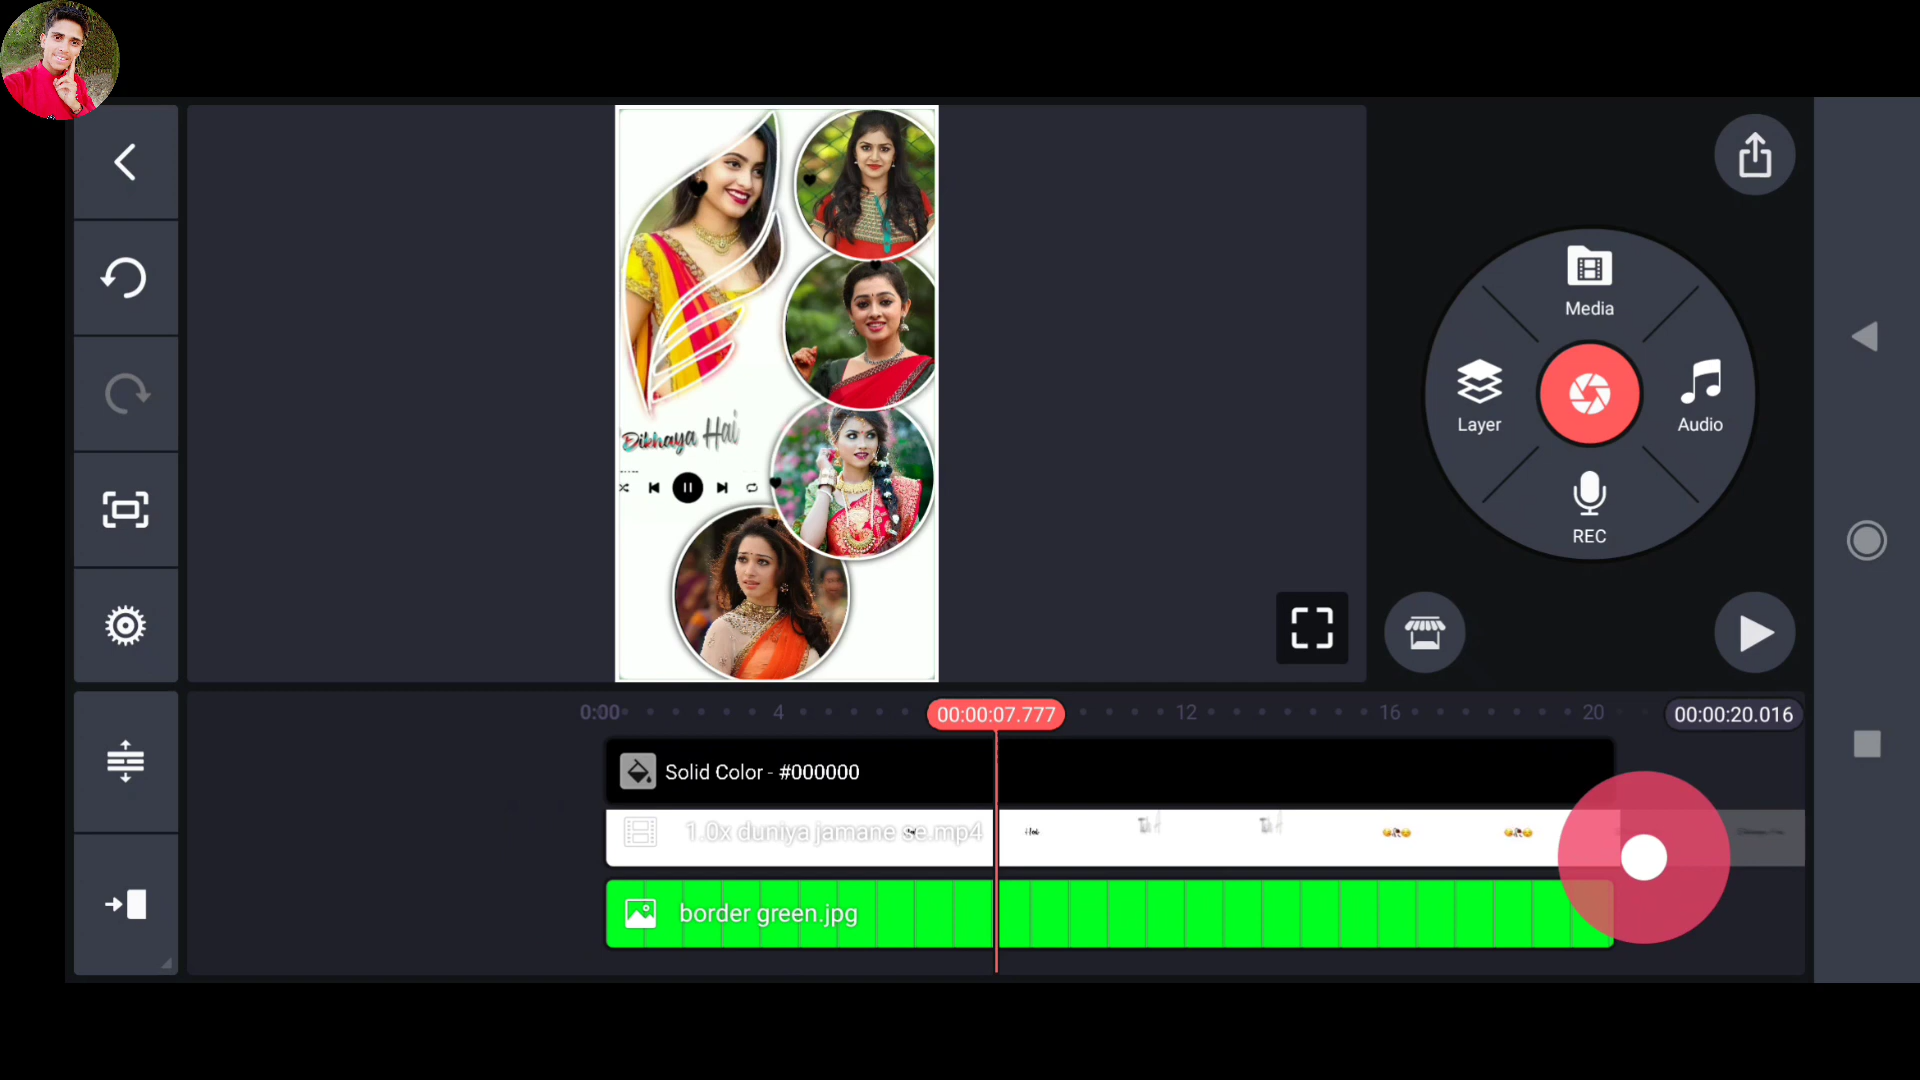 Dikhaya Hai
Media
Layer
Audio
REC
0:00
4
00:00:07.777
12
16
20
00:00:20.016
Solid Color - #000000
1.0x duniya jamane se.mp4
Hai
border green.jpg